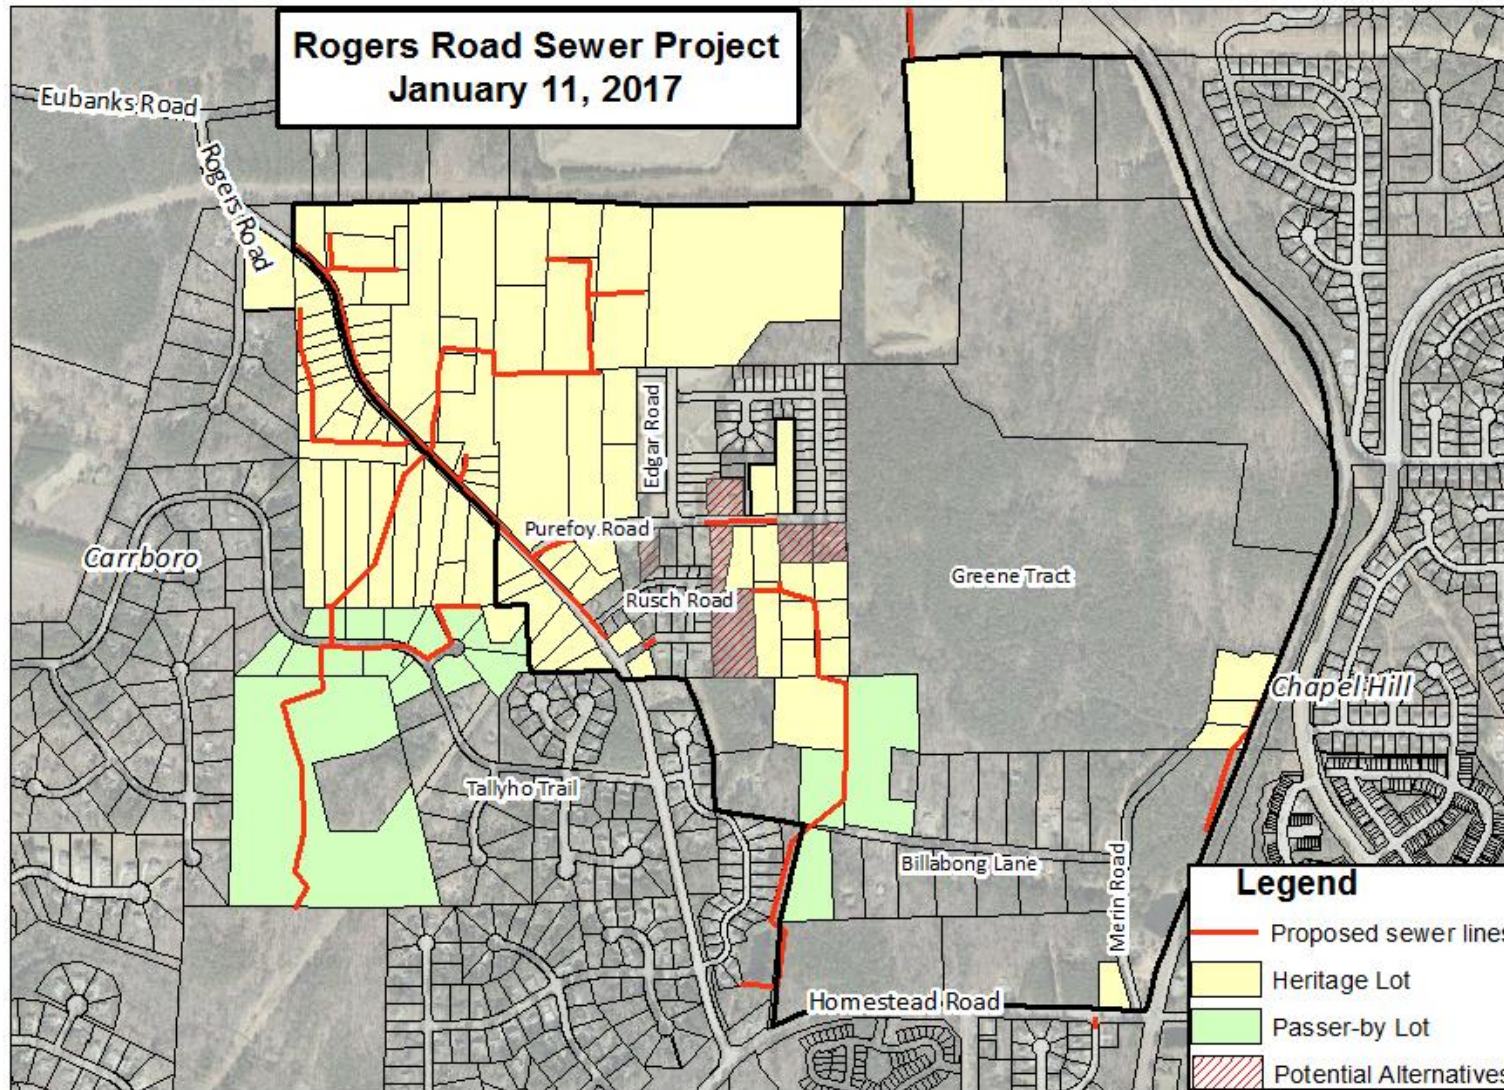 Rogers Road Sewer Project
January 11, 2017
Eubanks Road
Rogers Road
Edgar Road
Purefoy Road
Carrboro
Greene Tract
Rusch Road
Chapel Hill
Tallyho Trail
Billabong Lane
Merin Road
Homestead Road
Legend
Proposed sewer lines
Heritage Lot
Passer-by Lot
Potential Alternatives